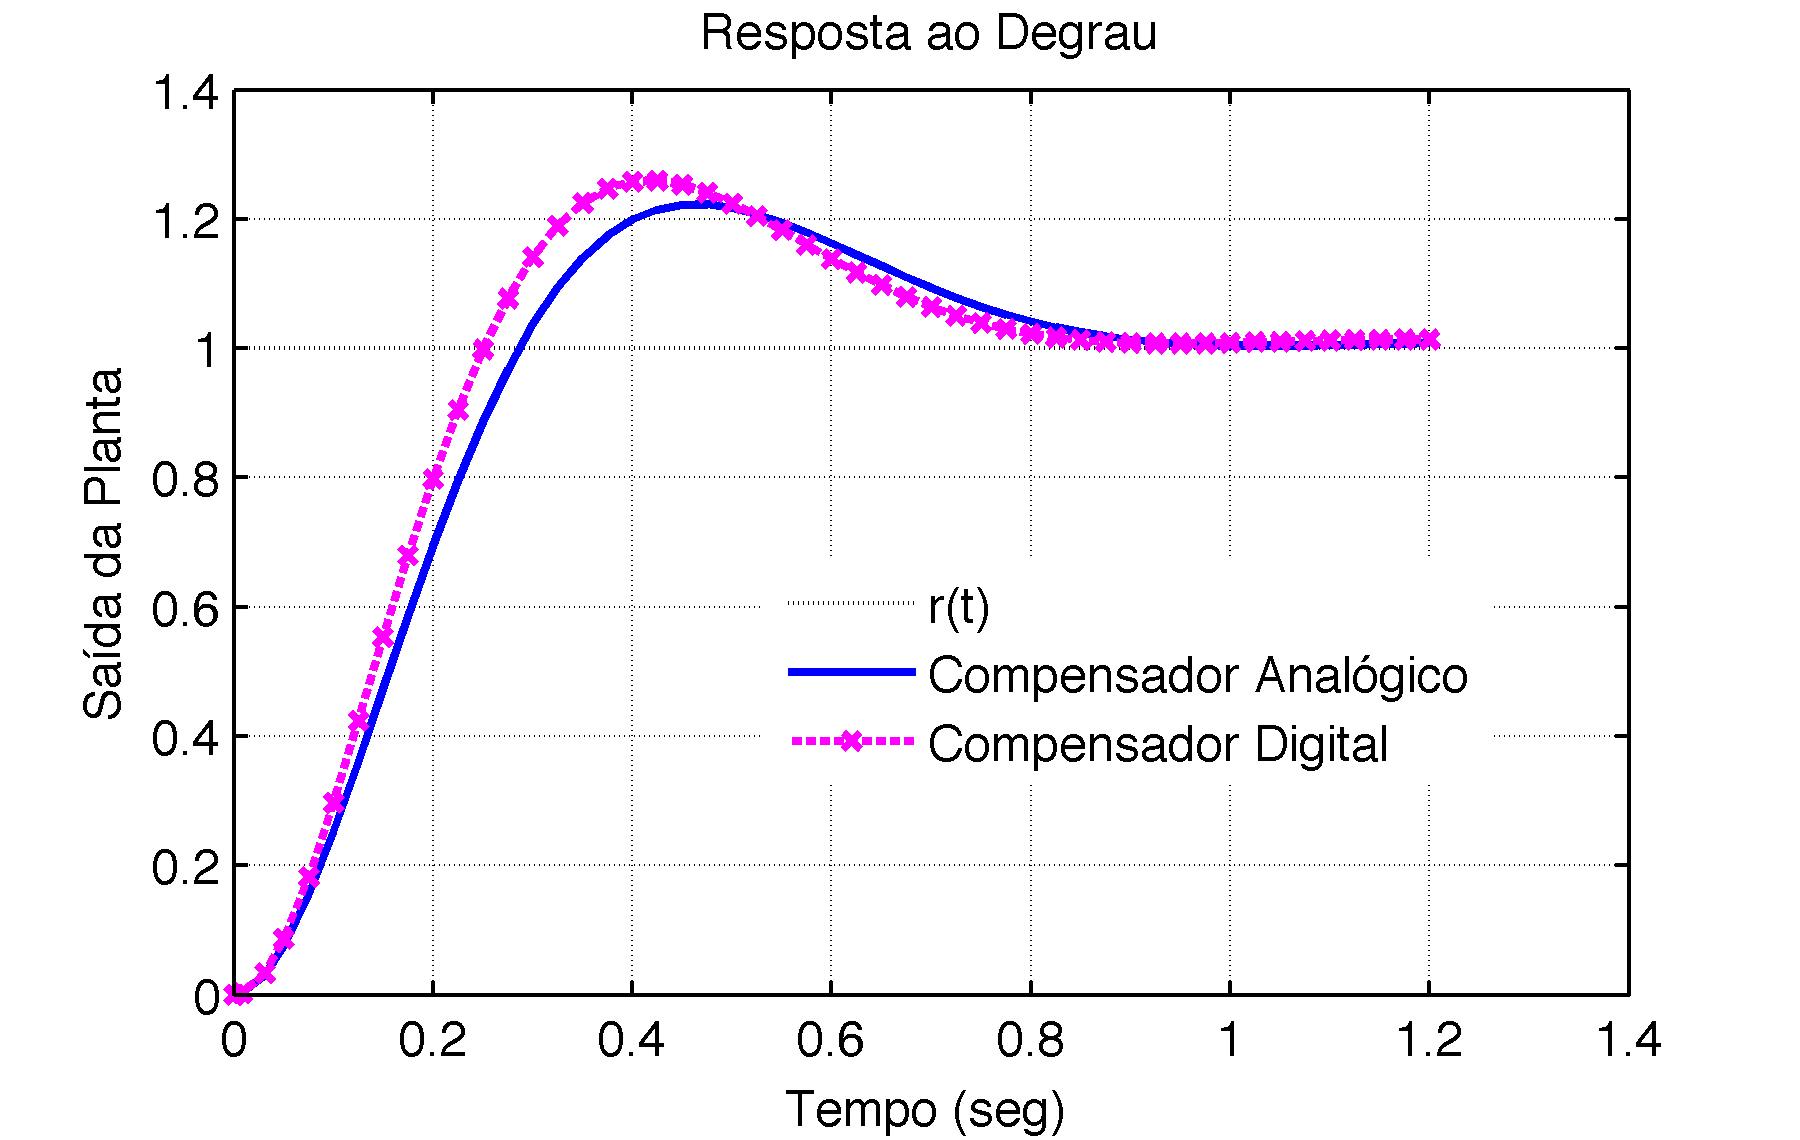 Resposta ao Degrau
1.4
1.2
1
0.8
0.6
0.4
0.2
0
Saída da Planta
r(t)
Compensador Analógico
Compensador Digital
0 0.2 0.4 0.6 0.8 1 1.2 1.4
Tempo (seg)